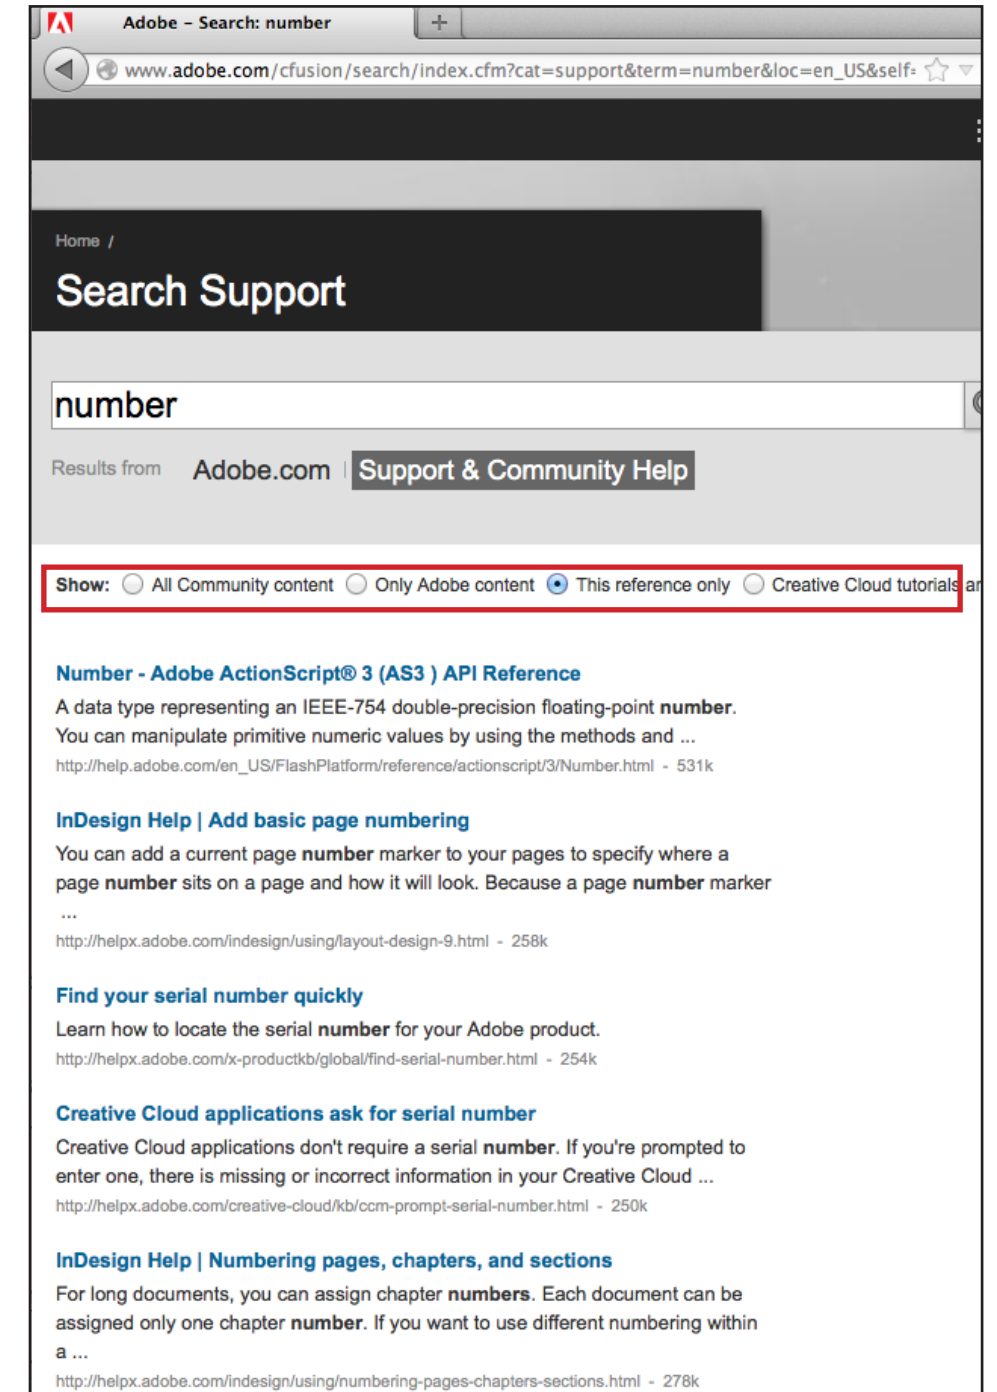 Adobe – Search: number
www.adobe.com/cfusion/search/index.cfm?cat=support&term=number&loc=en_US&self=
Home /
Search Support
number
Results from Adobe.com Support & Community Help
Show: All Community content Only Adobe content This reference only Creative Cloud tutorials
Number - Adobe ActionScript® 3 (AS3 ) API Reference
A data type representing an IEEE-754 double-precision floating-point number.
You can manipulate primitive numeric values by using the methods and ...
http://help.adobe.com/en_US/FlashPlatform/reference/actionscript/3/Number.html - 531k
InDesign Help | Add basic page numbering
You can add a current page number marker to your pages to specify where a
page number sits on a page and how it will look. Because a page number marker
...
http://helpx.adobe.com/indesign/using/layout-design-9.html - 258k
Find your serial number quickly
Learn how to locate the serial number for your Adobe product.
http://helpx.adobe.com/x-productkb/global/find-serial-number.html - 254k
Creative Cloud applications ask for serial number
Creative Cloud applications don't require a serial number. If you're prompted to
enter one, there is missing or incorrect information in your Creative Cloud ...
http://helpx.adobe.com/creative-cloud/kb/ccm-prompt-serial-number.html - 250k
InDesign Help | Numbering pages, chapters, and sections
For long documents, you can assign chapter numbers. Each document can be
assigned only one chapter number. If you want to use different numbering within
a ...
http://helpx.adobe.com/indesign/using/numbering-pages-chapters-sections.html - 278k